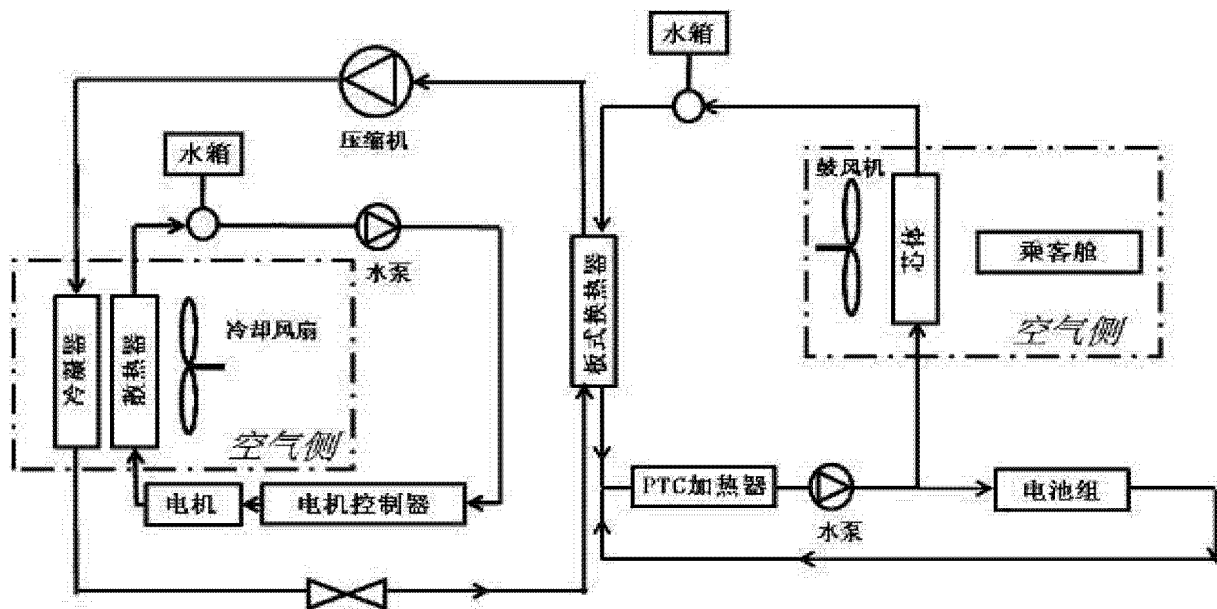 水箱
压缩机
水箱
鼓风机
芯体
乘客舱
水泵
板式换热器
空气侧
冷却风扇
冷凝器
散热器
空气侧
PTC加热器
电池组
电机
电机控制器
水泵